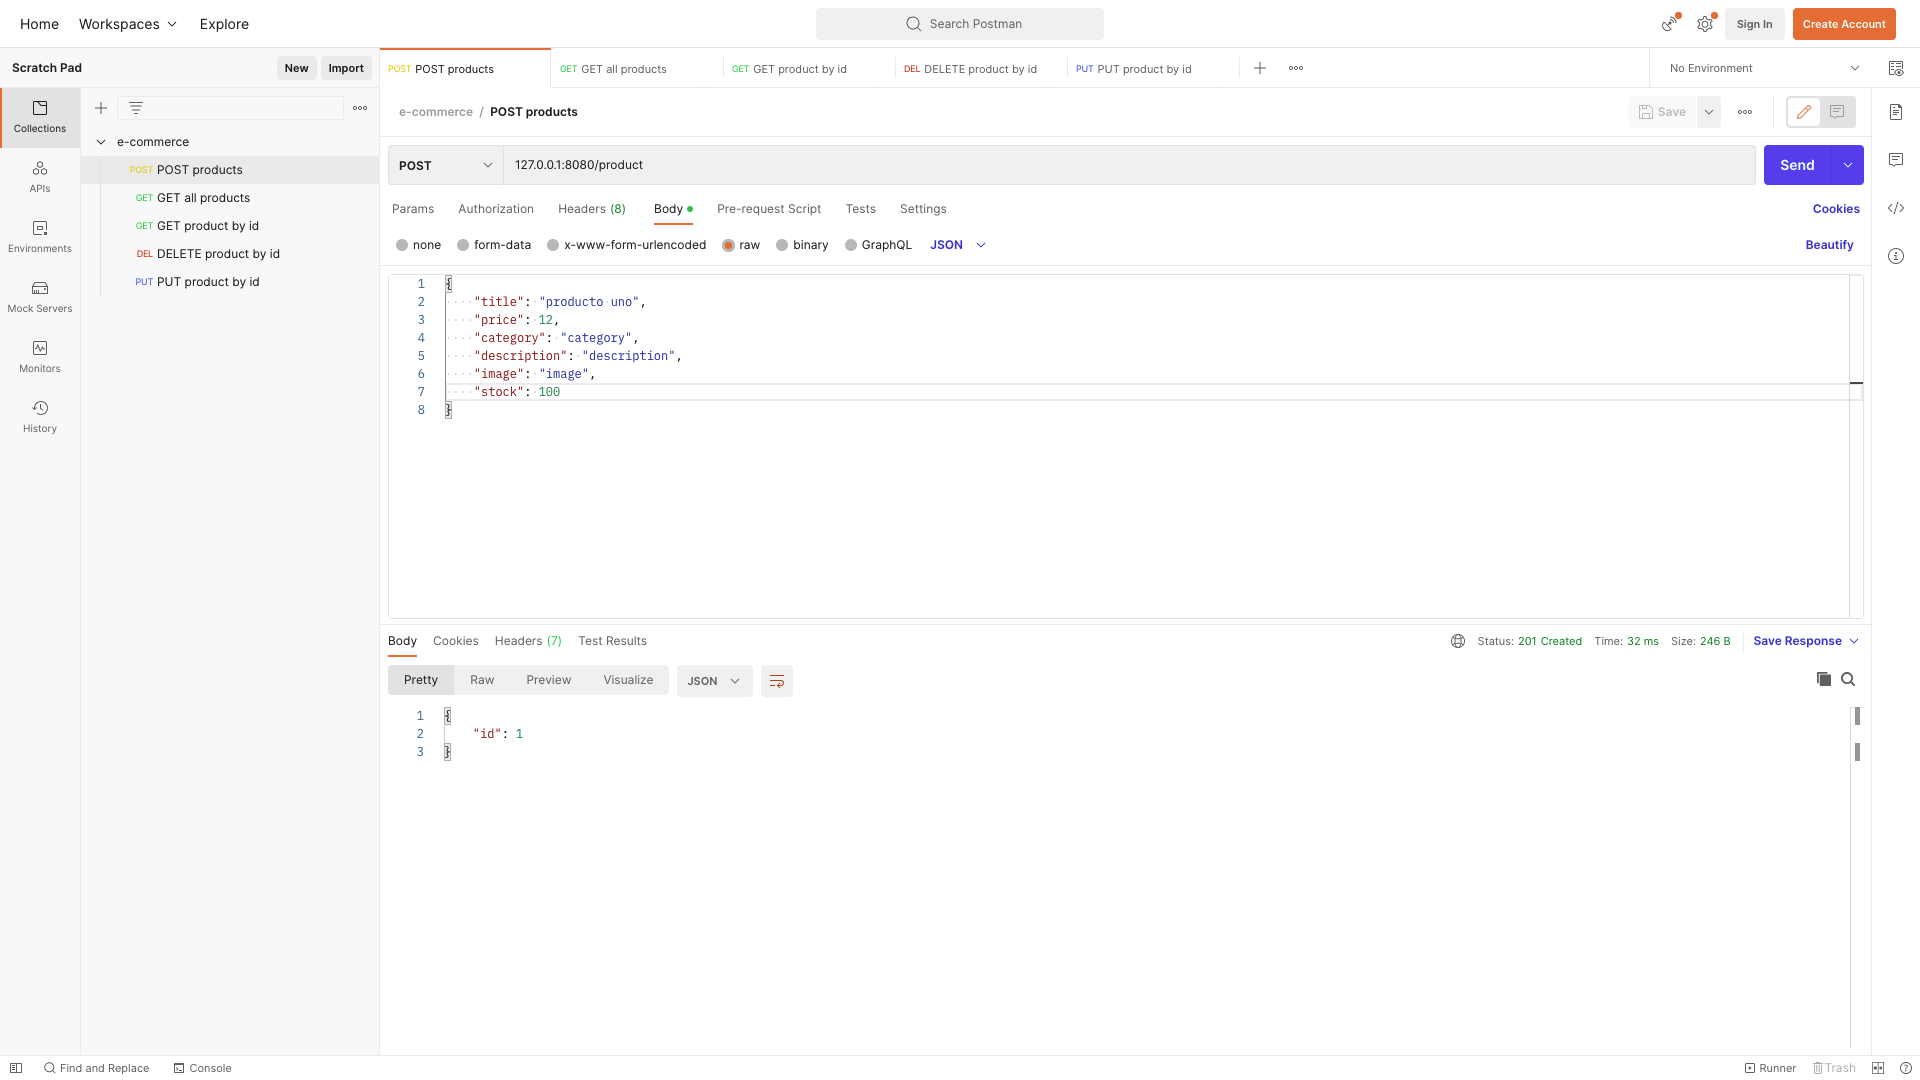 Home Workspaces Explore Search Postman Sign In Create Account
Scratch Pad New Import
POST POST products GET GET all products GET GET product by id DEL DELETE product by id PUT PUT product by id No Environment
e-commerce / POST products Save
POST 127.0.0.1:8080/product Send
Params Authorization Headers (8) Body Pre-request Script Tests Settings Cookies
none form-data x-www-form-urlencoded raw binary GraphQL JSON Beautify
Collections
APIs
Environments
Mock Servers
Monitors
History
e-commerce
POST POST products
GET GET all products
GET GET product by id
DEL DELETE product by id
PUT PUT product by id
1 {
2 "title": "producto uno",
3 "price": 12,
4 "category": "category",
5 "description": "description",
6 "image": "image",
7 "stock": 100
8 }
Body Cookies Headers (7) Test Results Status: 201 Created Time: 32 ms Size: 246 B Save Response
Pretty Raw Preview Visualize JSON
1 {
2 "id": 1
3 }
Find and Replace Console Runner Trash